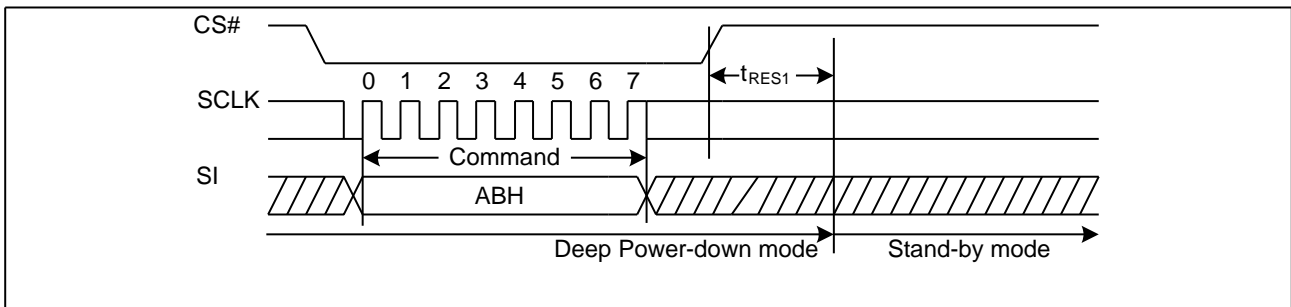 CS#
tRES1
0 1 2 3 4 5 6 7
SCLK
Command
SI
ABH
Deep Power-down mode Stand-by mode